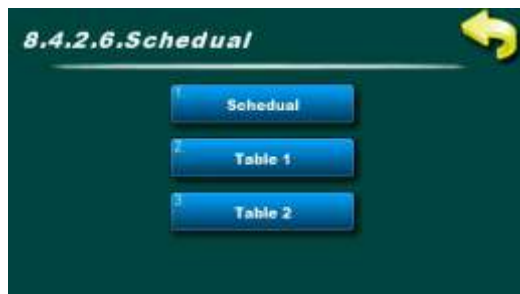 8.4.2.6.Schedual
1.
Schedual
2.
Table 1
3
Table 2